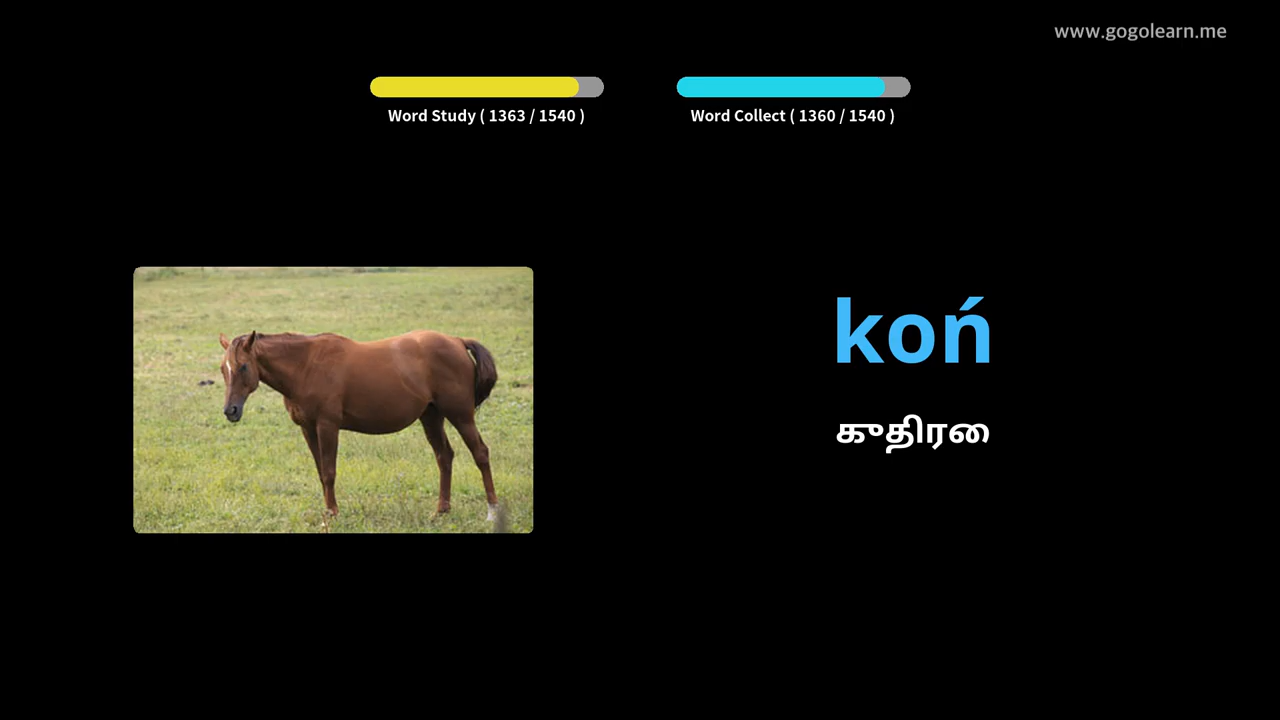 www.gogolearn.me
Word Study ( 1363 / 1540 )
Word Collect ( 1360 / 1540 )
koń
குதிரை